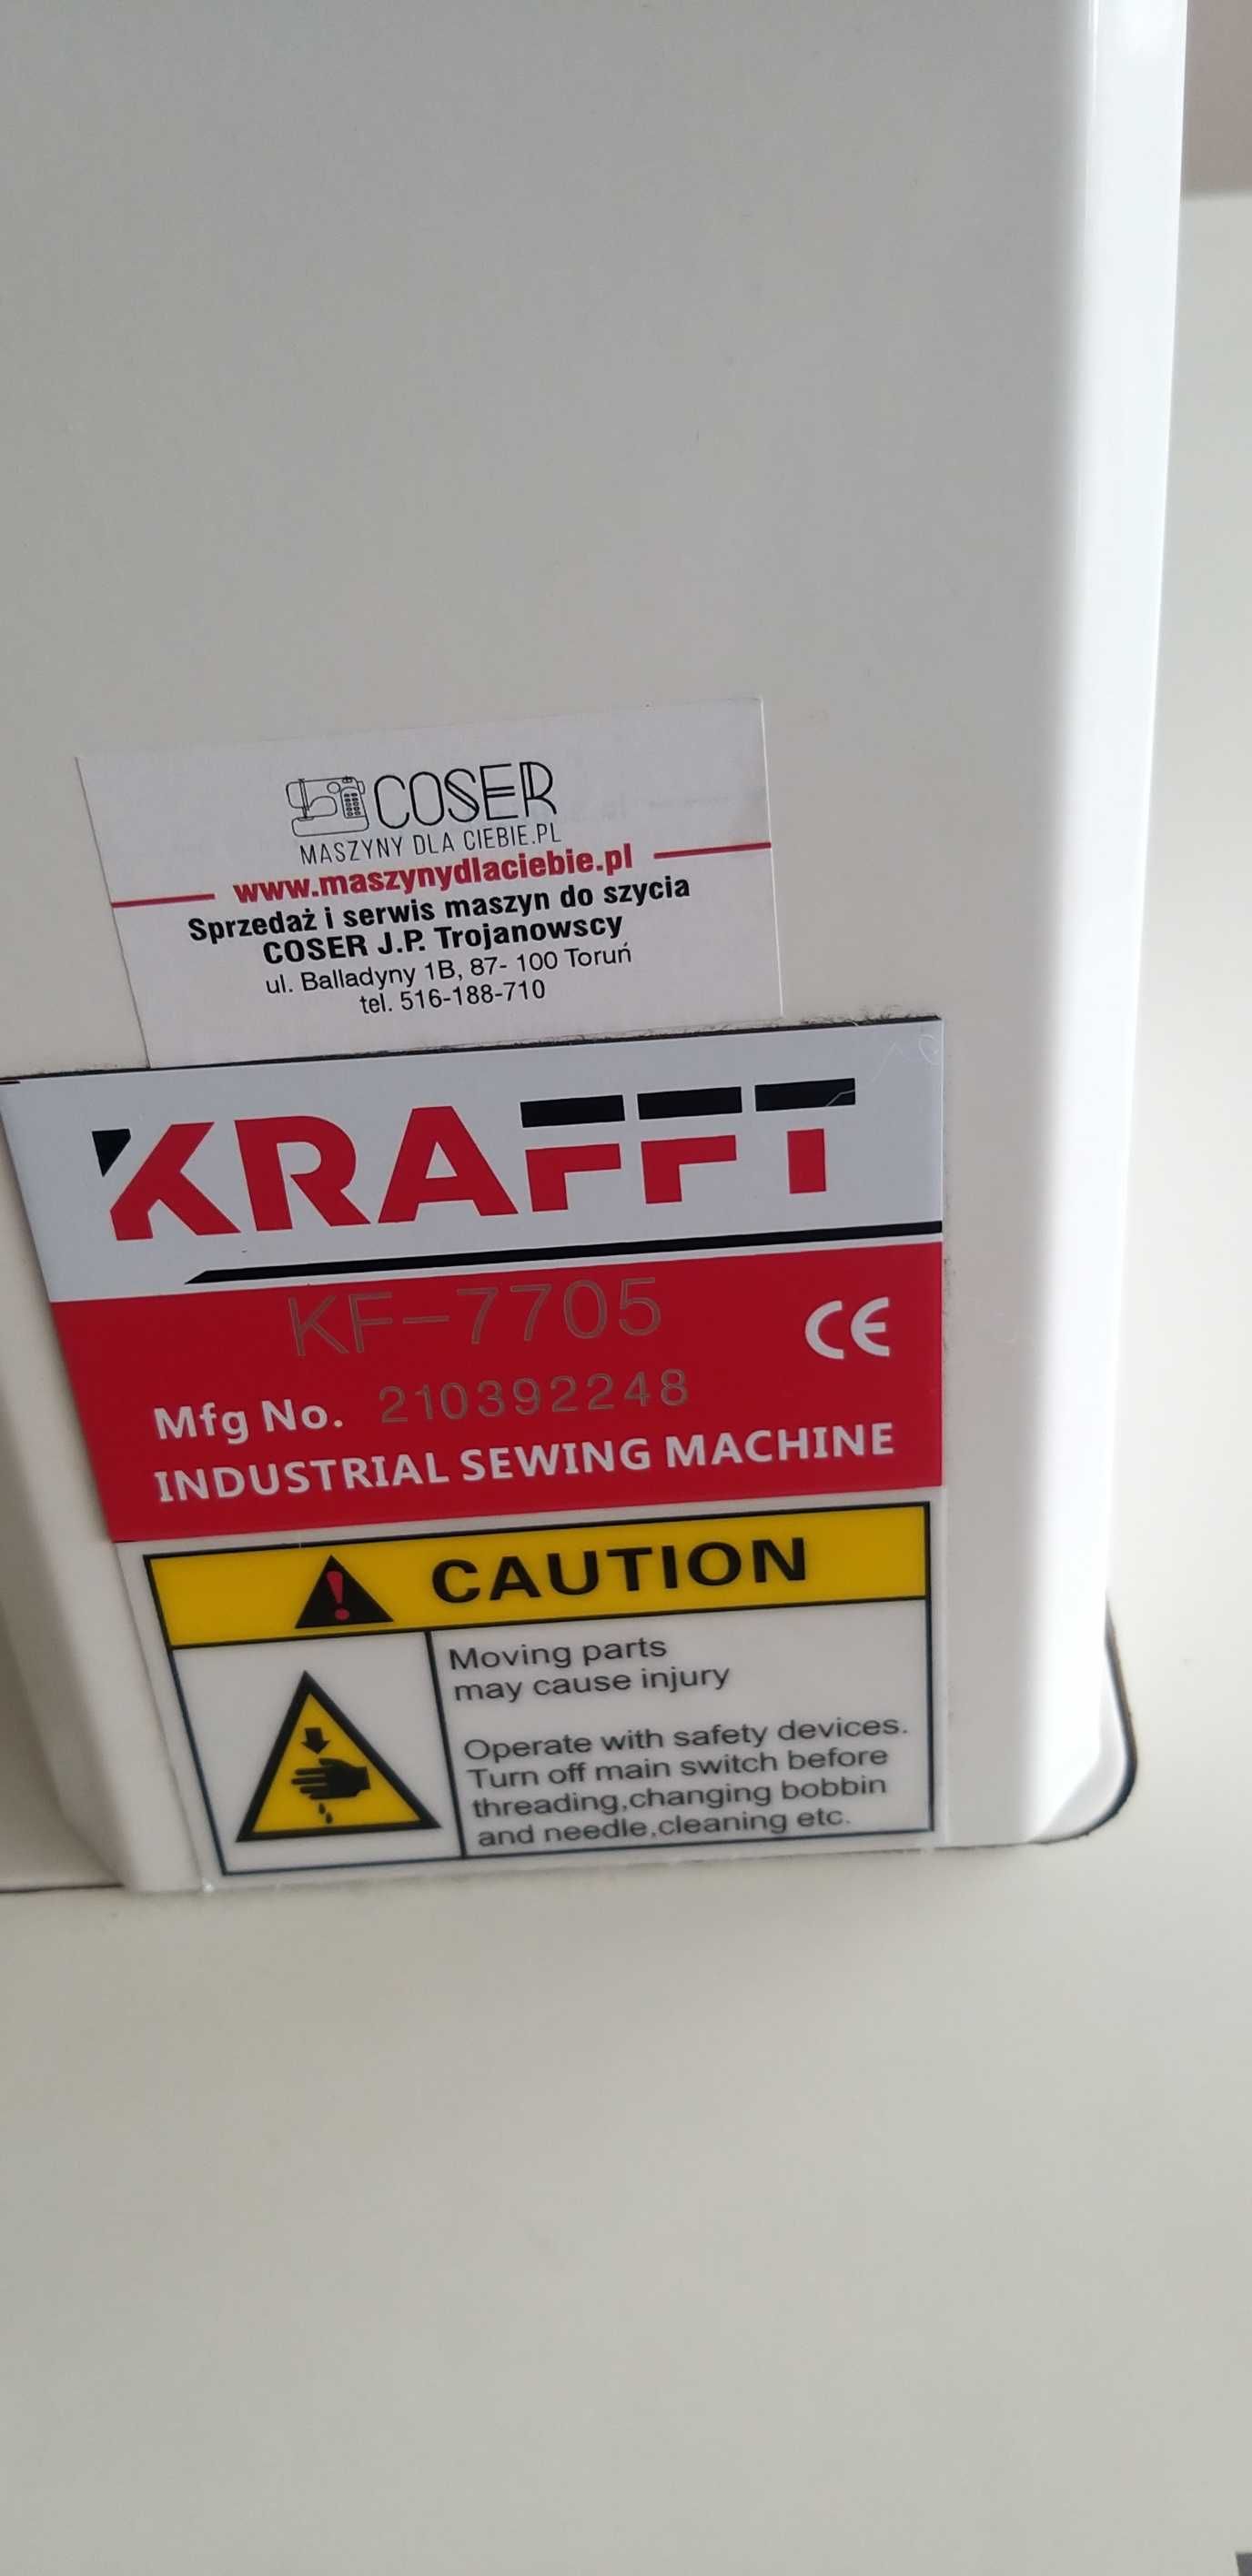 COSER
MASZYNY DLA CIEBIE.PL
www.maszynydlaciebie.pl
Sprzedaż i serwis maszyn do szycia
COSER J.P. Trojanowscy
ul. Balladyny 1B, 87- 100 Toruń
tel. 516-188-710
KRAFFT
KF-7705
CE
Mfg No. 210392248
INDUSTRIAL SEWING MACHINE
CAUTION
Moving parts
may cause injury
Operate with safety devices.
Turn off main switch before
threading,changing bobbin
and needle,cleaning etc.